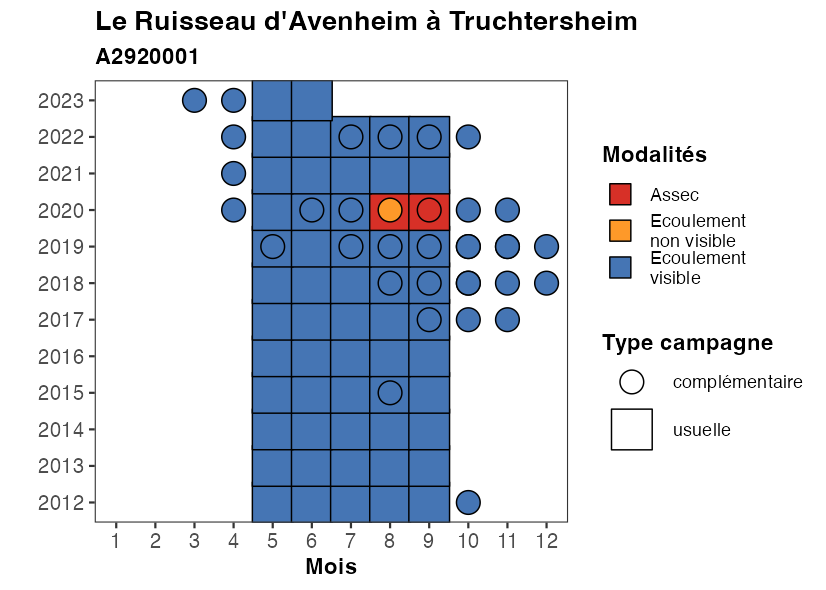 Le Ruisseau d'Avenheim à Truchtersheim
A2920001
2023
2022
2021
2020
2019
2018
2017
2016
2015
2014
2013
2012
1 2 3 4 5 6 7 8 9 10 11 12
Mois
Modalités
Assec
Ecoulement
non visible
Ecoulement
visible
Type campagne
complémentaire
usuelle